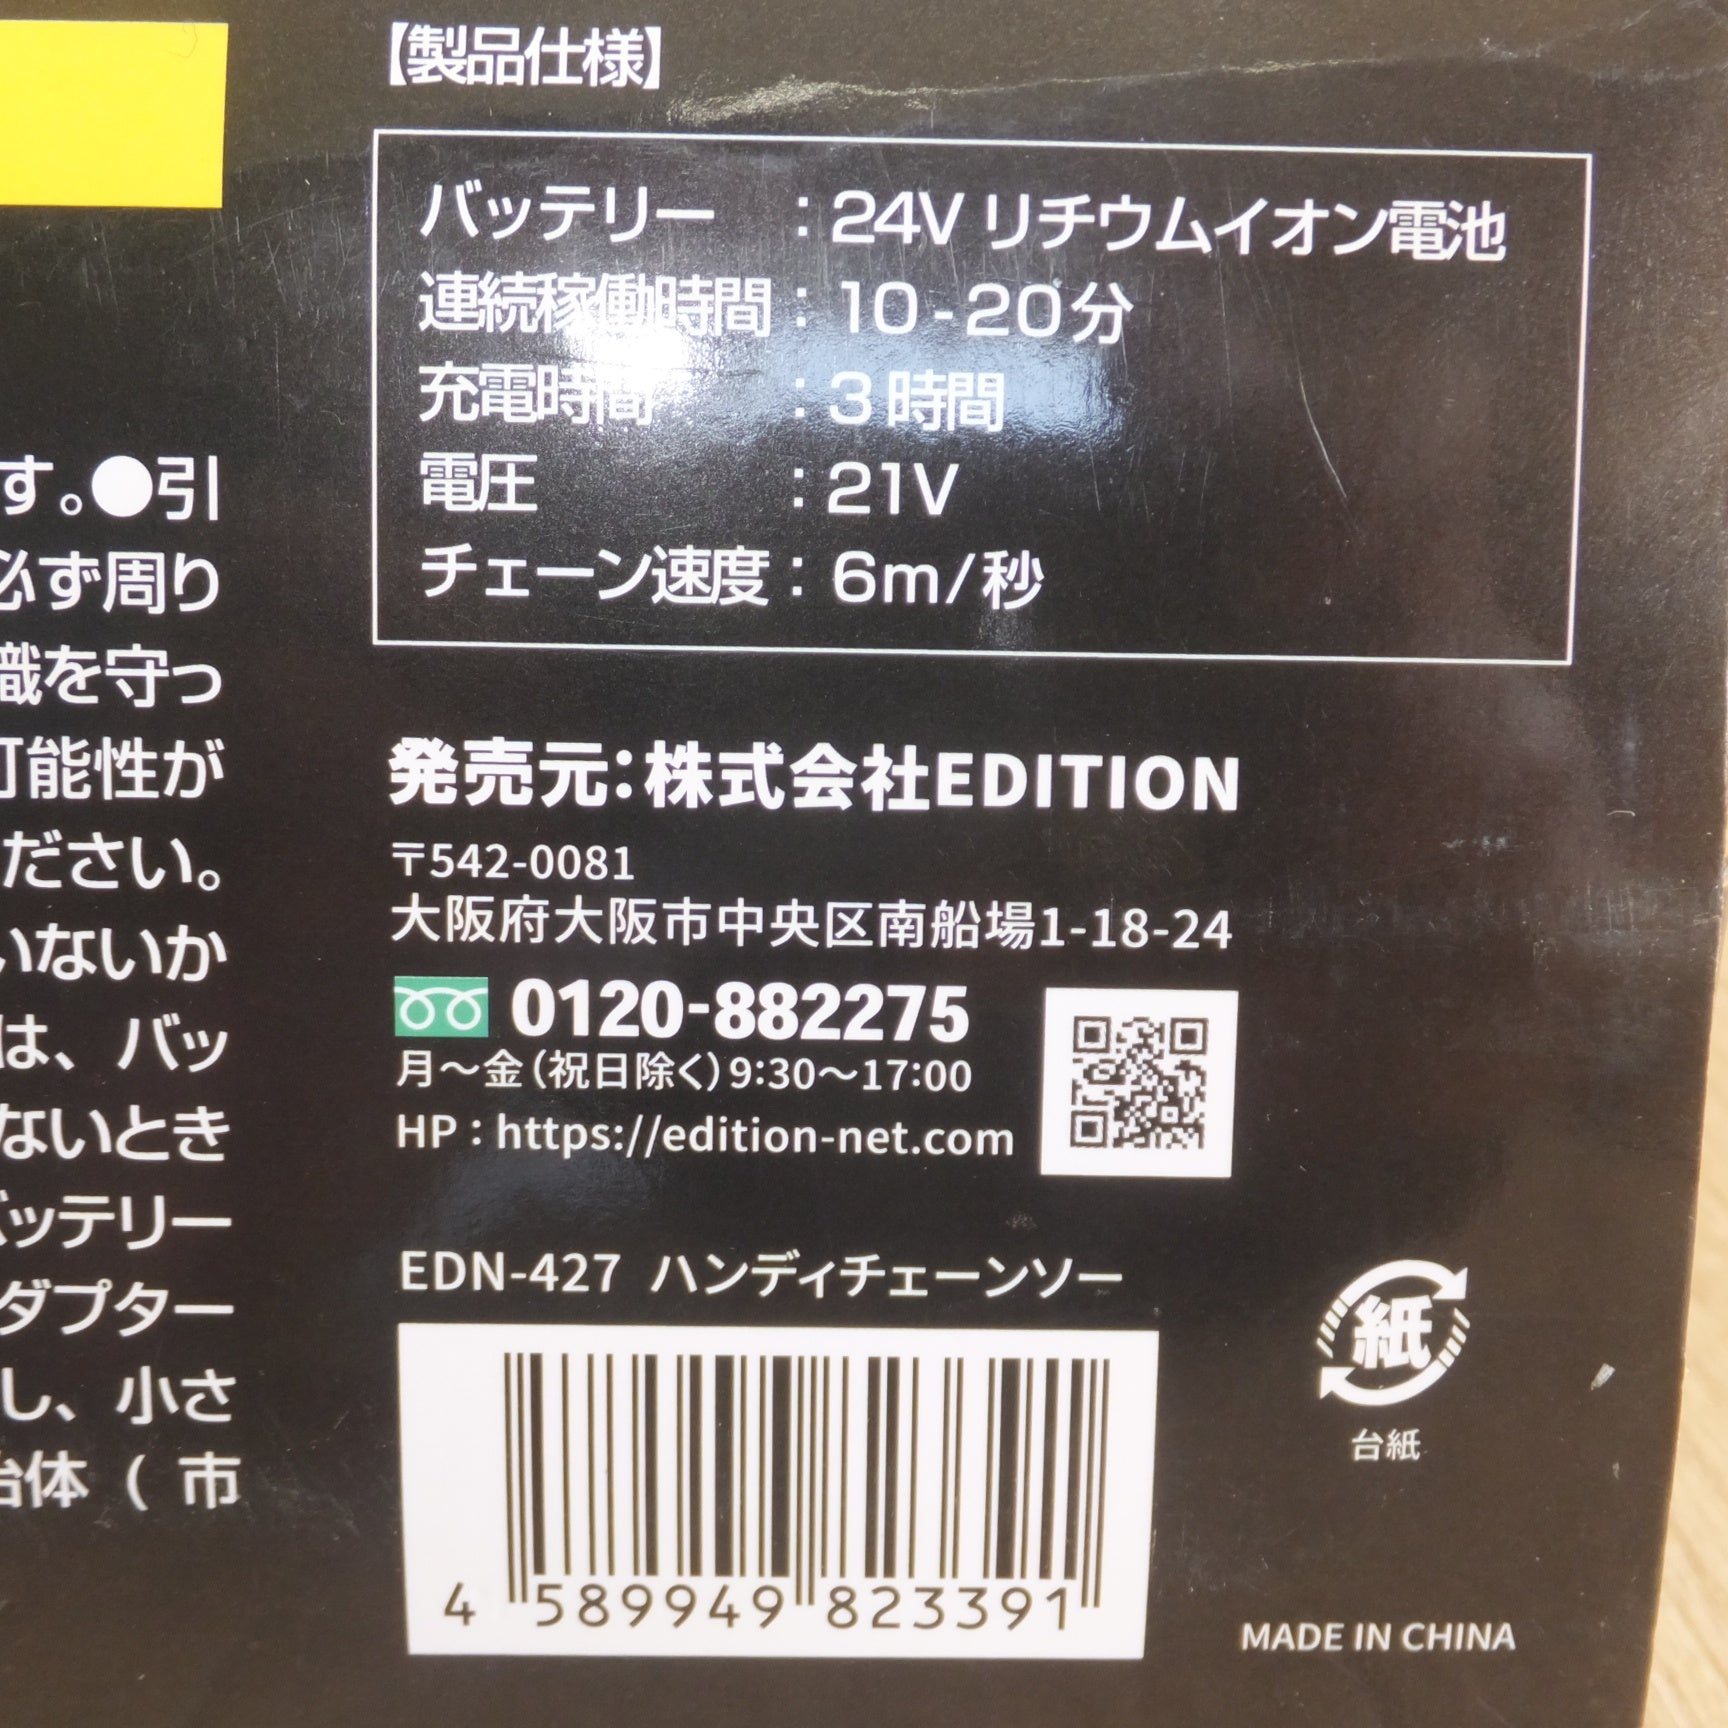 【製品仕様】
バッテリー : 24V リチウムイオン電池
連続稼働時間 : 10-20分
充電時間 : 3 時間
電圧 : 21V
チェーン速度 : 6m/秒
す。●引
必ず周り
識を守っ
可能性が
ださい。
いないか
は、バッ
ないとき
バッテリー
ダプター
し、小さ
治体 ( 市
発売元:株式会社EDITION
〒542-0081
大阪府大阪市中央区南船場1-18-24
0120-882275
月～金(祝日除く)9:30～17:00
HP : https://edition-net.com
EDN-427 ハンディチェーンソー
4 589949 823391
紙
台紙
MADE IN CHINA